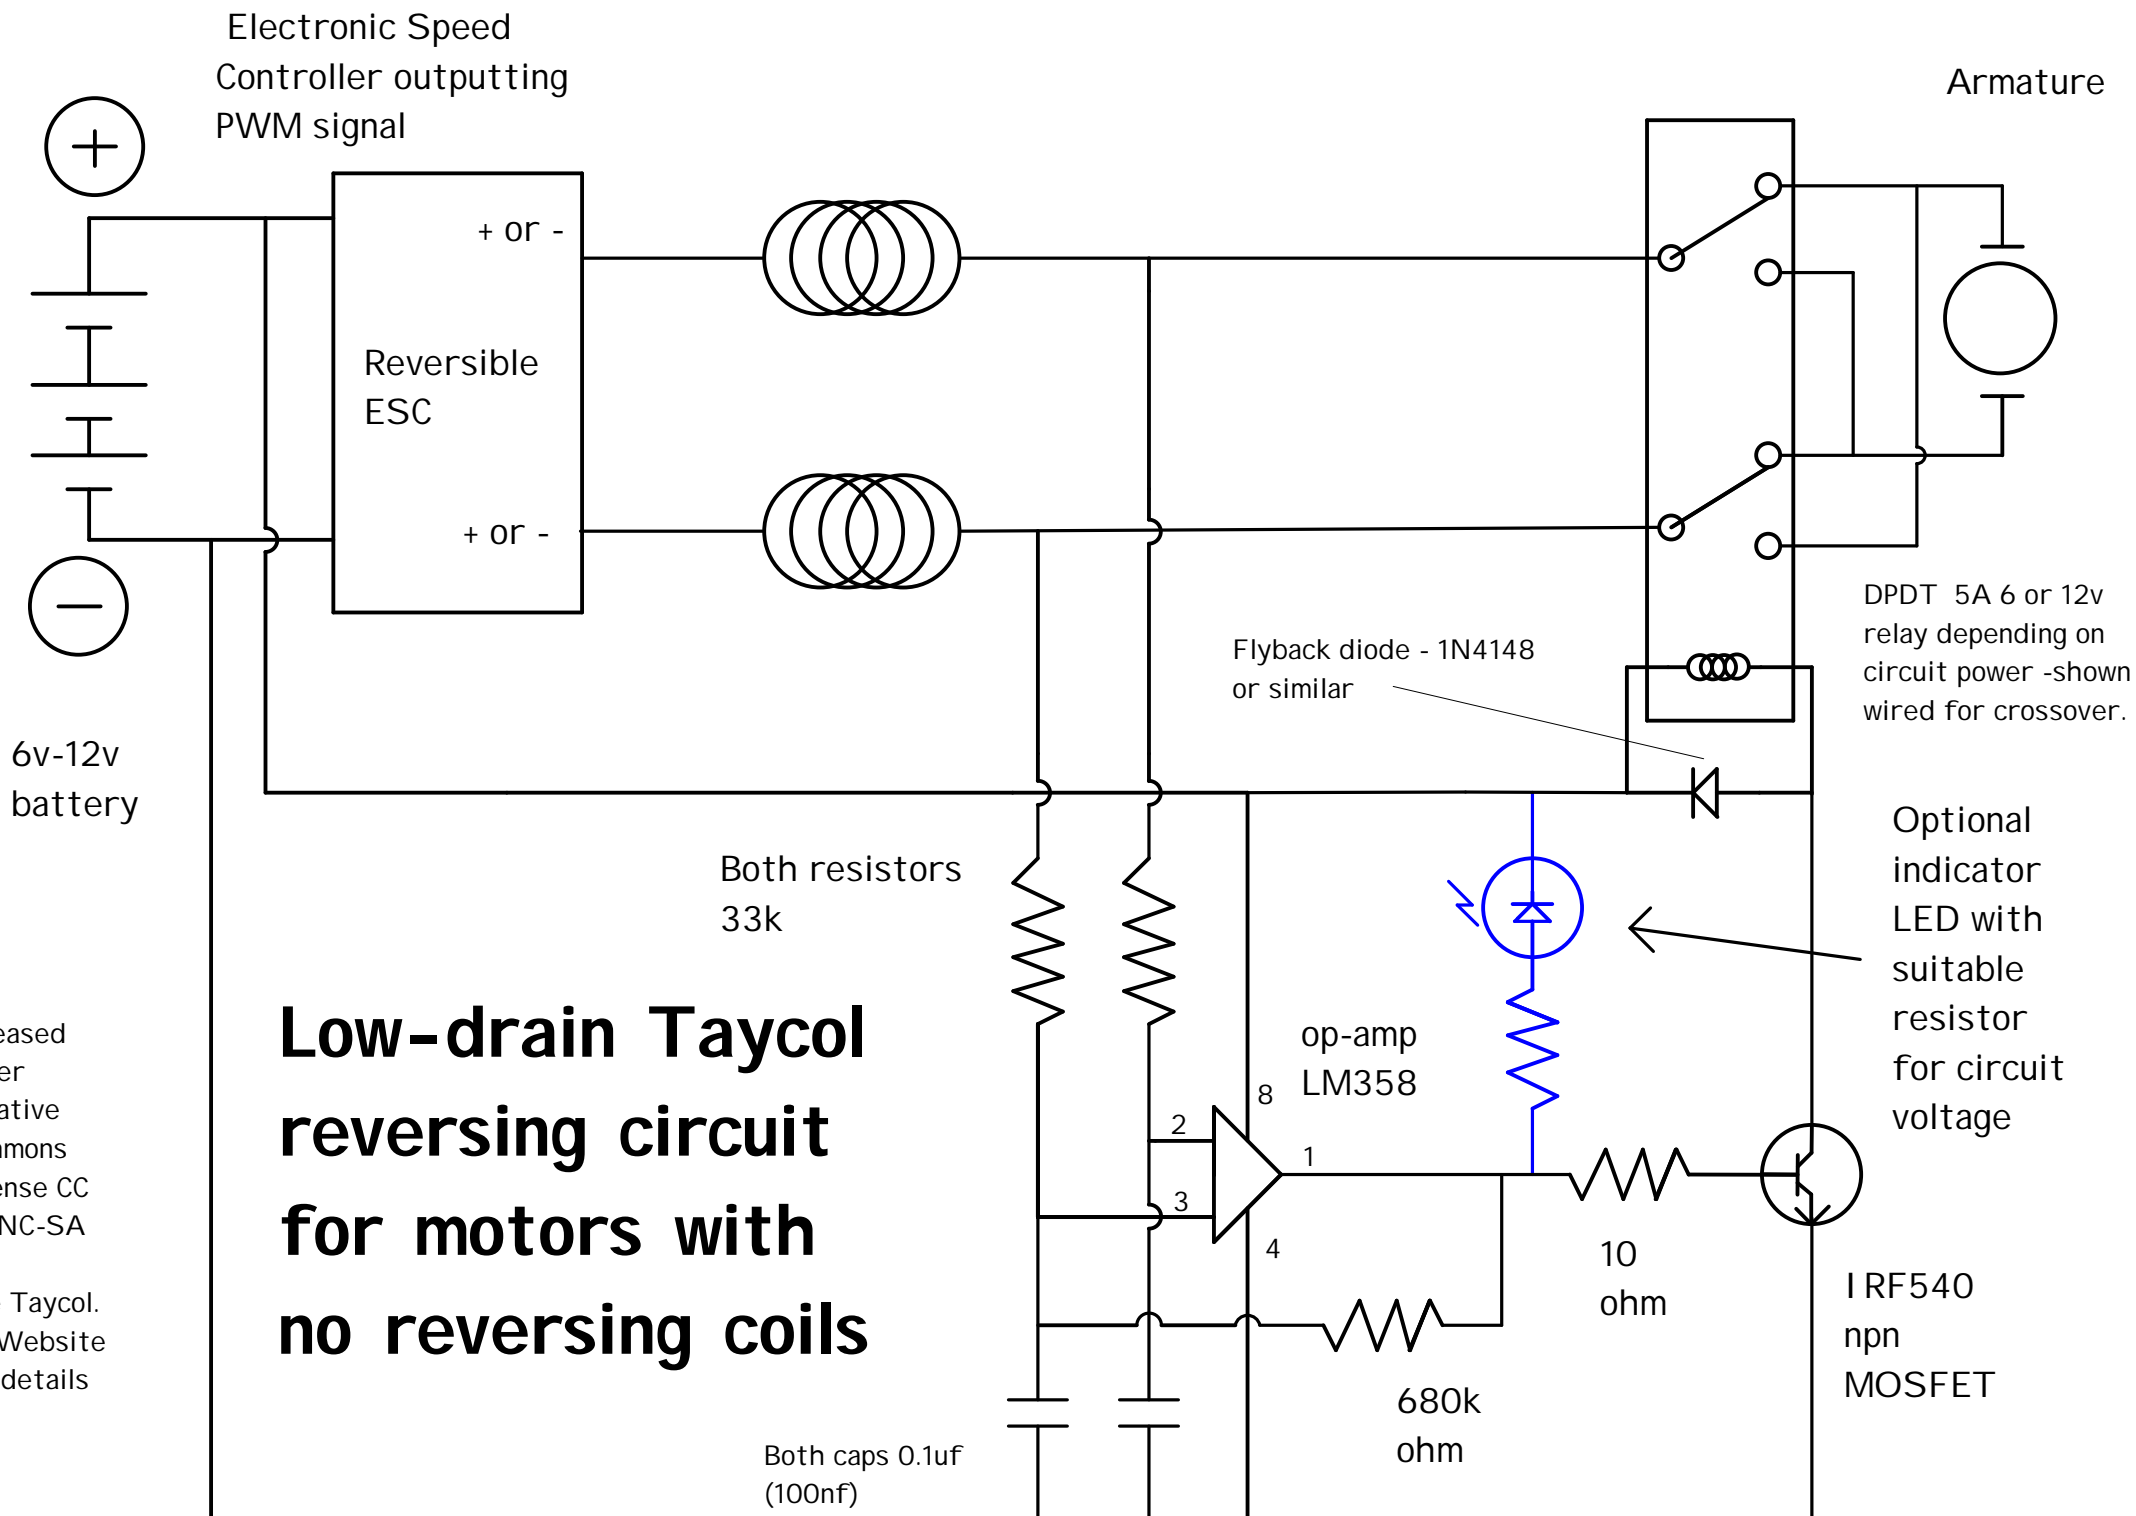 Electronic Speed
Controller outputting
PWM signal
Armature
+ or -
Reversible
ESC
+ or -
DPDT 5A 6 or 12v
relay depending on
circuit power -shown
wired for crossover.
Flyback diode - 1N4148
or similar
6v-12v
battery
Optional
indicator
LED with
suitable
resistor
for circuit
voltage
Both resistors
33k
Low-drain Taycol
reversing circuit
for motors with
no reversing coils
op-amp
LM358
8
2
1
3
4
10
ohm
IRF540
npn
MOSFET
680k
ohm
Both caps 0.1uf
(100nf)
eased
er
ative
mmons
ense CC
NC-SA
Taycol.
Website
details